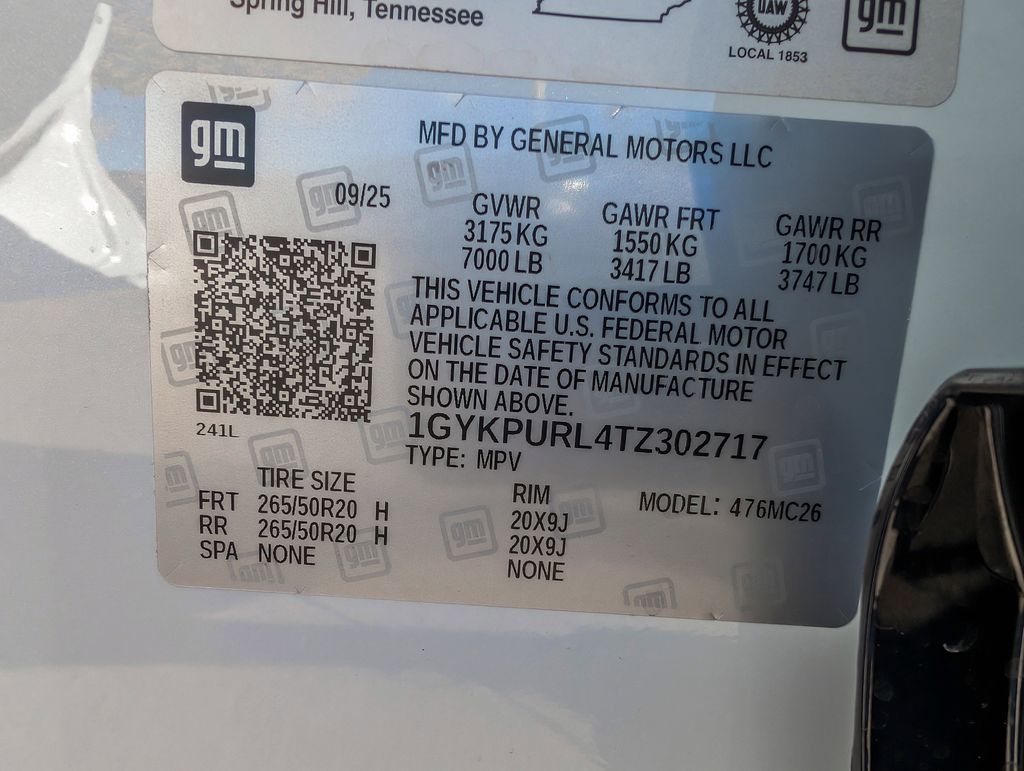 Spring Hill, Tennessee
UAW
LOCAL 1853
gm
gm
MFD BY GENERAL MOTORS LLC
09/25
GVWR GAWR FRT GAWR RR
3175 KG 1550 KG 1700 KG
7000 LB 3417 LB 3747 LB
THIS VEHICLE CONFORMS TO ALL
APPLICABLE U.S. FEDERAL MOTOR
VEHICLE SAFETY STANDARDS IN EFFECT
ON THE DATE OF MANUFACTURE
SHOWN ABOVE.
241L
1GYKPURL4TZ302717
TYPE: MPV
TIRE SIZE RIM MODEL: 476MC26
FRT 265/50R20 H 20X9J
RR 265/50R20 H 20X9J
SPA NONE NONE